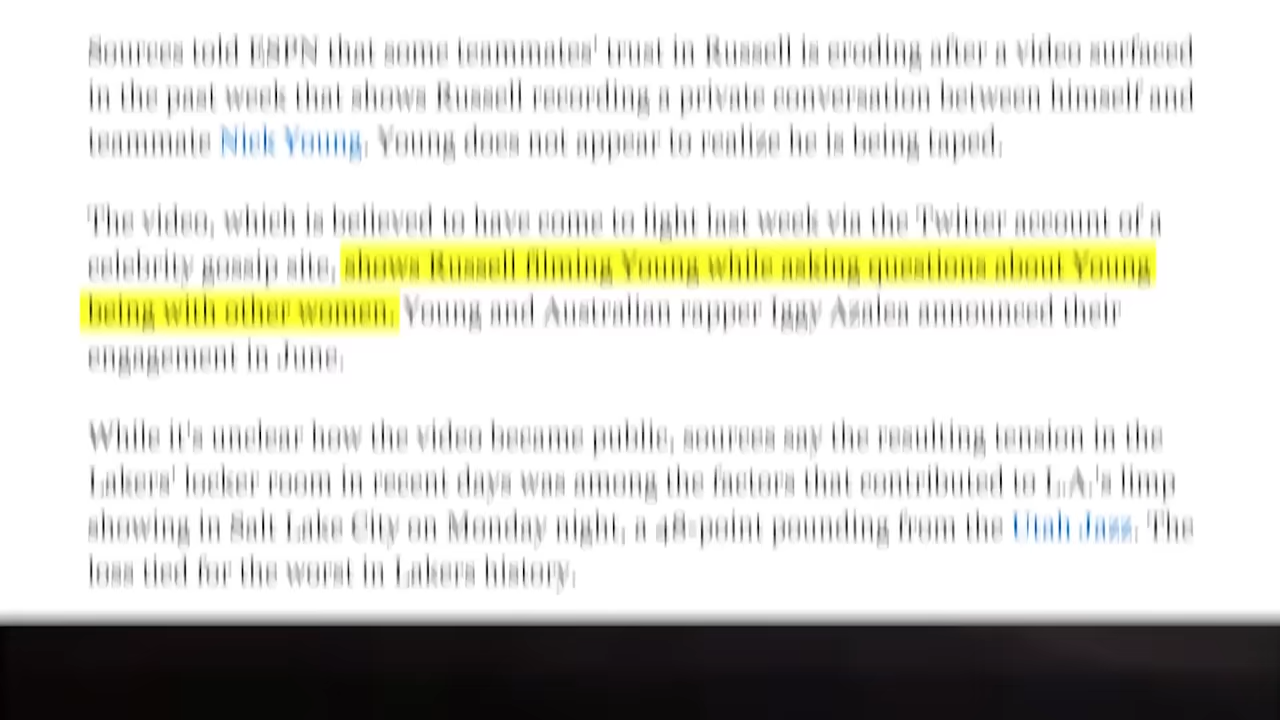 Sources told ESPN that some teammates' trust in Russell is eroding after a video surfaced
in the past week that shows Russell recording a private conversation between himself and
teammate Nick Young. Young does not appear to realize he is being taped.
The video, which is believed to have come to light last week via the Twitter account of a
celebrity gossip site, shows Russell filming Young while asking questions about Young
being with other women. Young and Australian rapper Iggy Azalea announced their
engagement in June.
While it's unclear how the video became public, sources say the resulting tension in the
Lakers' locker room in recent days was among the factors that contributed to L.A.'s limp
showing in Salt Lake City on Monday night, a 48-point pounding from the Utah Jazz. The
loss tied for the worst in Lakers history.